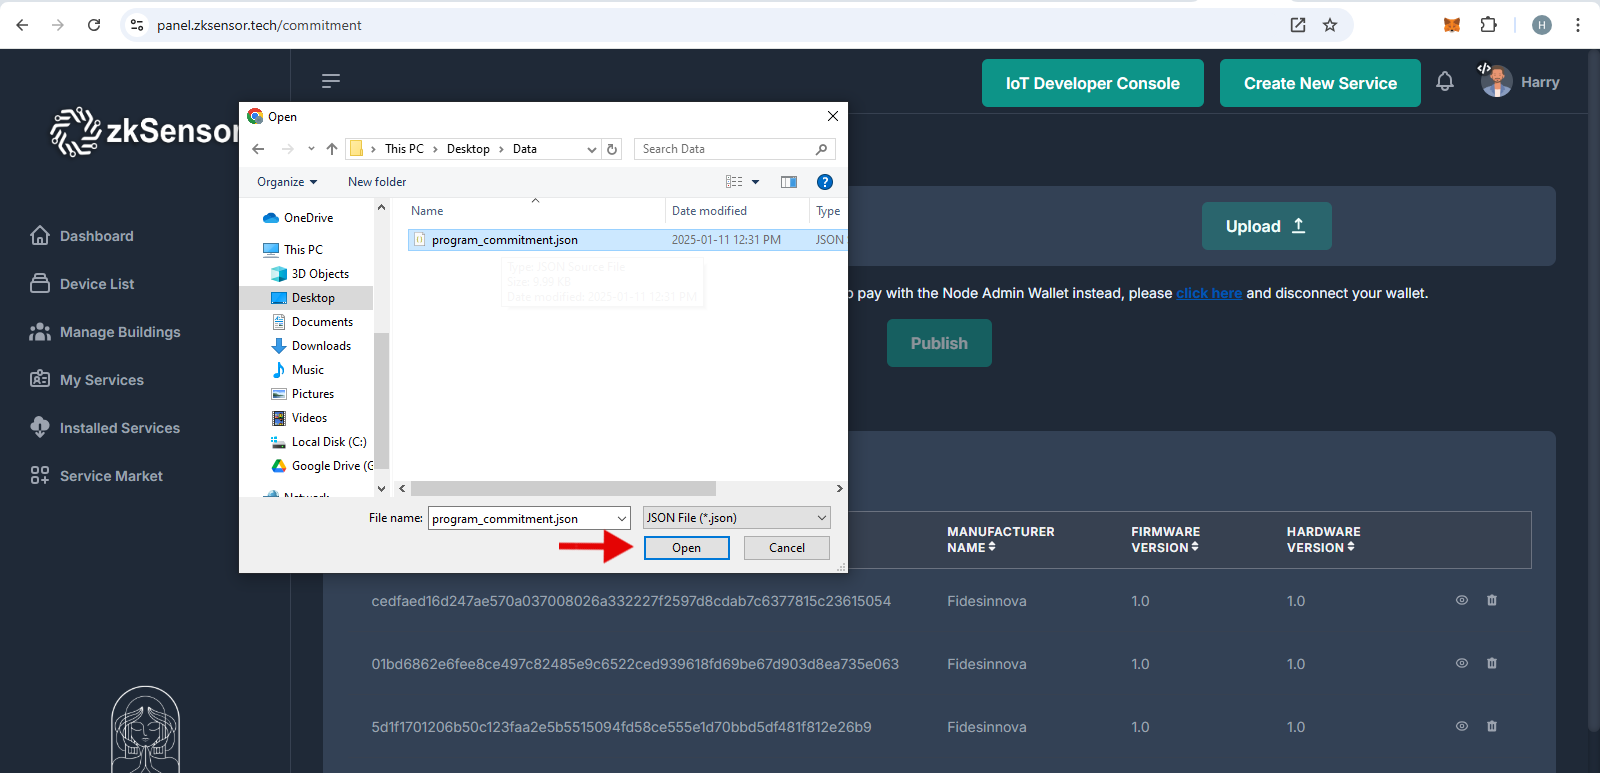 panel.zksensor.tech/commitment
H
IoT Developer Console
Create New Service
Harry
zkSensor
Dashboard
Device List
Manage Buildings
My Services
Installed Services
Service Market
Open
This PC > Desktop > Data
Search Data
Organize
New folder
Name
Date modified
Type
OneDrive
This PC
3D Objects
Desktop
Documents
Downloads
Music
Pictures
Videos
Local Disk (C:)
Google Drive (G
Network
program_commitment.json
2025-01-11 12:31 PM
JSON
Type: JSON Source File
Size: 3.99 KB
Date modified: 2025-01-11 12:31 PM
File name:
program_commitment.json
JSON File (*.json)
Open
Cancel
Upload
pay with the Node Admin Wallet instead, please click here and disconnect your wallet.
Publish
MANUFACTURER
NAME
FIRMWARE
VERSION
HARDWARE
VERSION
cedfaed16d247ae570a037008026a332227f2597d8cdab7c6377815c23615054
Fidesinnova
1.0
1.0
01bd6862e6fee8ce497c82485e9c6522ced939618fd69be67d903d8ea735e063
Fidesinnova
1.0
1.0
5d1f1701206b50c123faa2e5b5515094fd58ce555e1d70bbd5df481f812e26b9
Fidesinnova
1.0
1.0